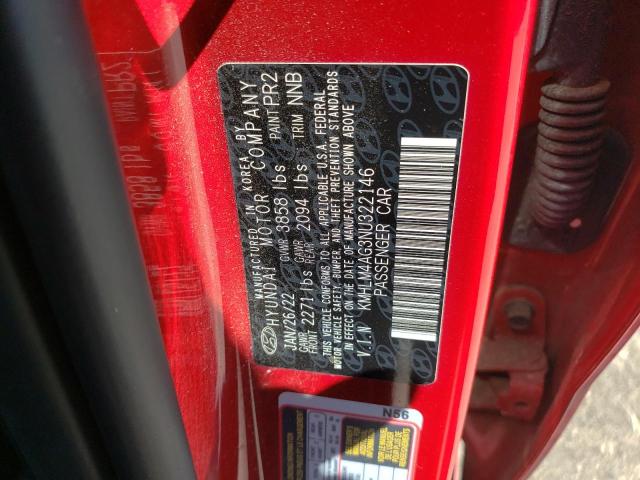 MANUFACTURED IN KOREA BY
HYUNDAI MOTOR COMPANY
JAN/26/22 GVWR 3858 lbs PAINT PR2
GAWR FRONT 2271 lbs GAWR REAR 2094 lbs TRIM NNB
THIS VEHICLE CONFORMS TO ALL APPLICABLE U.S.A. FEDERAL
MOTOR VEHICLE SAFETY, BUMPER, AND THEFT PREVENTION STANDARDS
IN EFFECT ON THE DATE OF MANUFACTURE SHOWN ABOVE
V.I.N KMHLM4AG3NU322146
PASSENGER CAR
N56